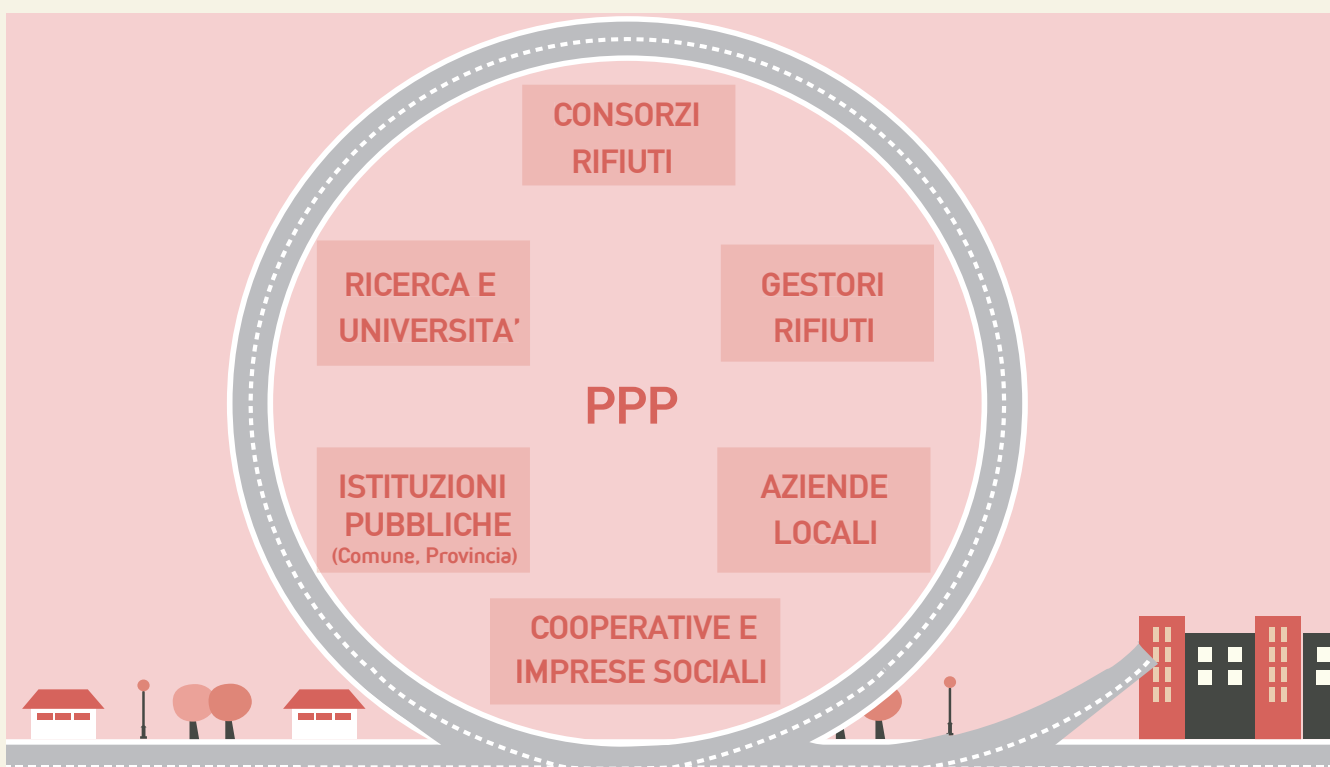 CONSORZI
RIFIUTI
RICERCA E
UNIVERSITA'
GESTORI
RIFIUTI
PPP
ISTITUZIONI
PUBBLICHE
(Comune, Provincia)
AZIENDE
LOCALI
COOPERATIVE E
IMPRESE SOCIALI